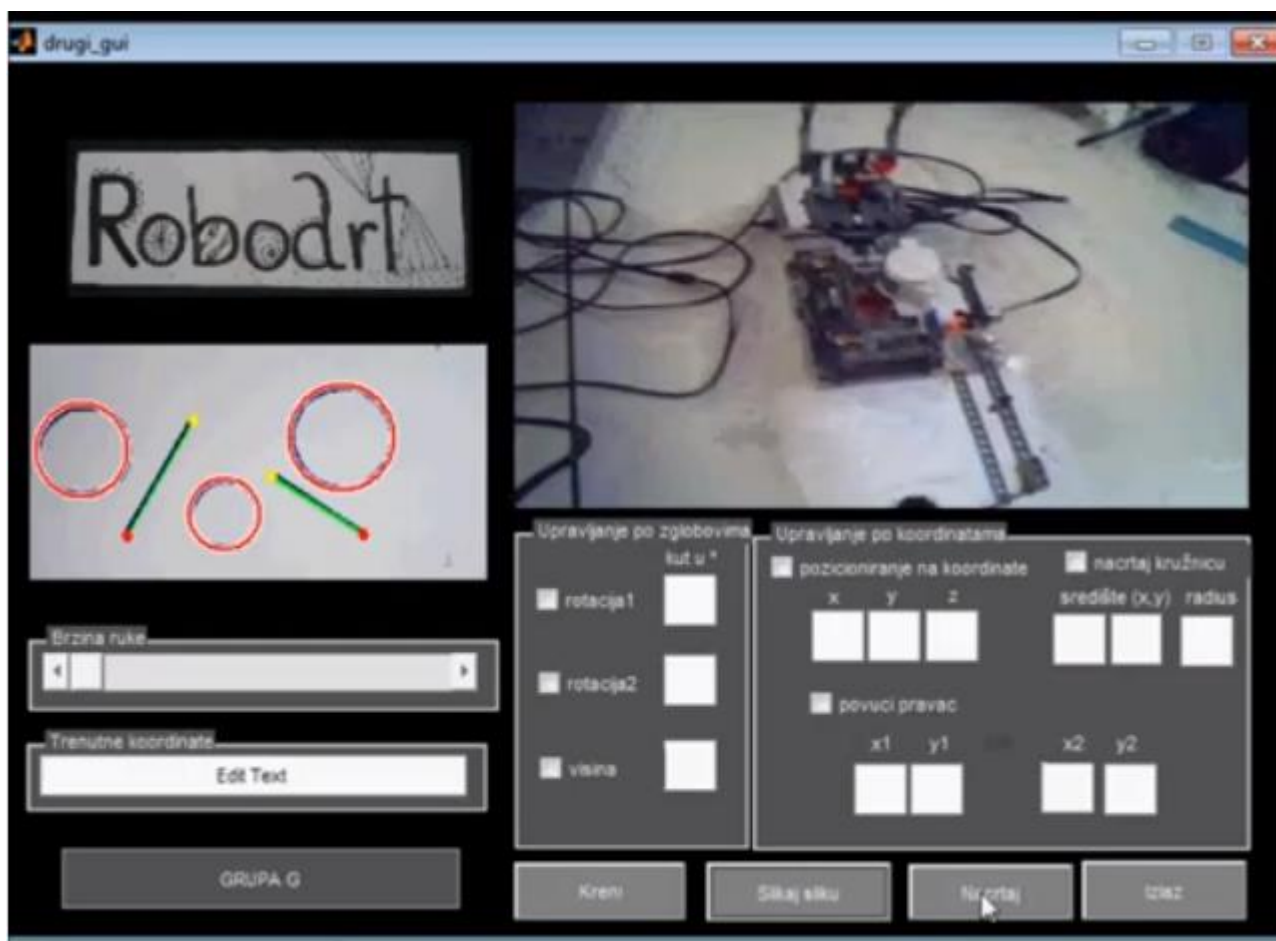 drugi_gui
Robodrt
Brzina ruke
Trenutne koordinate
Edit Text
GRUPA G
Upravljanje po zglobovima
kut u °
rotacija1
rotacija2
visina
Upravljanje po koordinatama
pozicioniranje na koordinate
x y z
nacrtaj kružnicu
središte (x,y) radius
povuci pravac
x1 y1 x2 y2
Kreni
Slikaj sliku
Nacrtaj
Izlaz